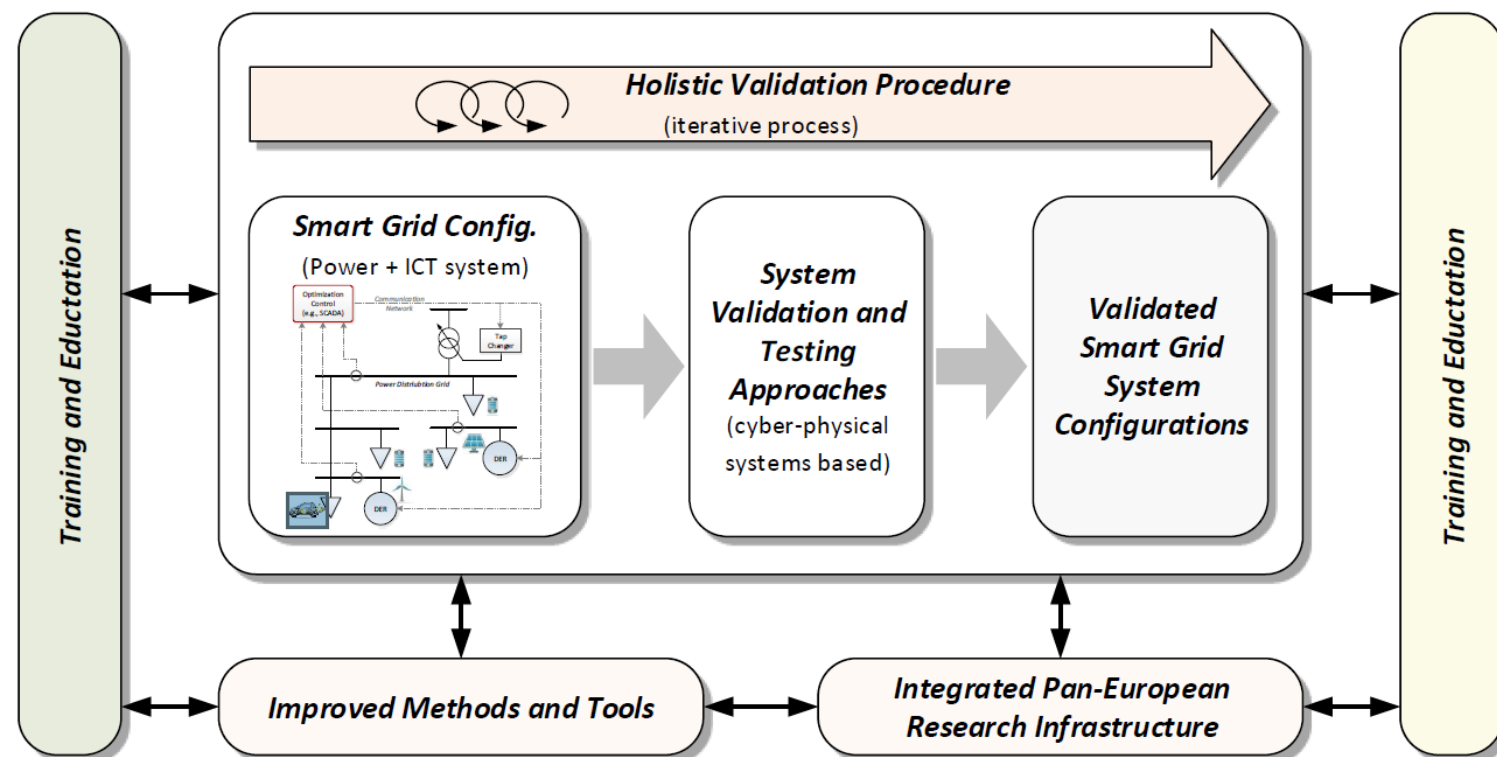 Training and Eductation
Holistic Validation Procedure
(iterative process)
Smart Grid Config.
(Power + ICT system)
Optimization
Control
(e.g., SCADA)
Communication
Network
Tap
Changer
Power Distriubtion Grid
DER
DER
System
Validation and
Testing
Approaches
(cyber-physical
systems based)
Validated
Smart Grid
System
Configurations
Training and Eductation
Improved Methods and Tools
Integrated Pan-European
Research Infrastructure